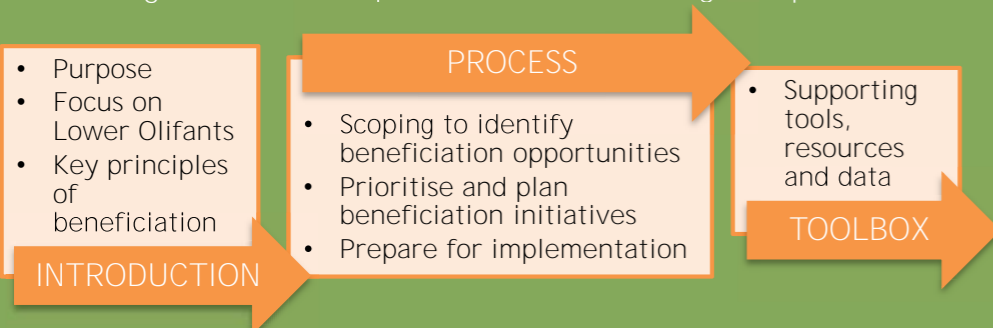 • Purpose
• Focus on
Lower Olifants
• Key principles
of
beneficiation
INTRODUCTION
PROCESS
• Scoping to identify
beneficiation opportunities
• Prioritise and plan
beneficiation initiatives
• Prepare for implementation
• Supporting
tools,
resources
and data
TOOLBOX